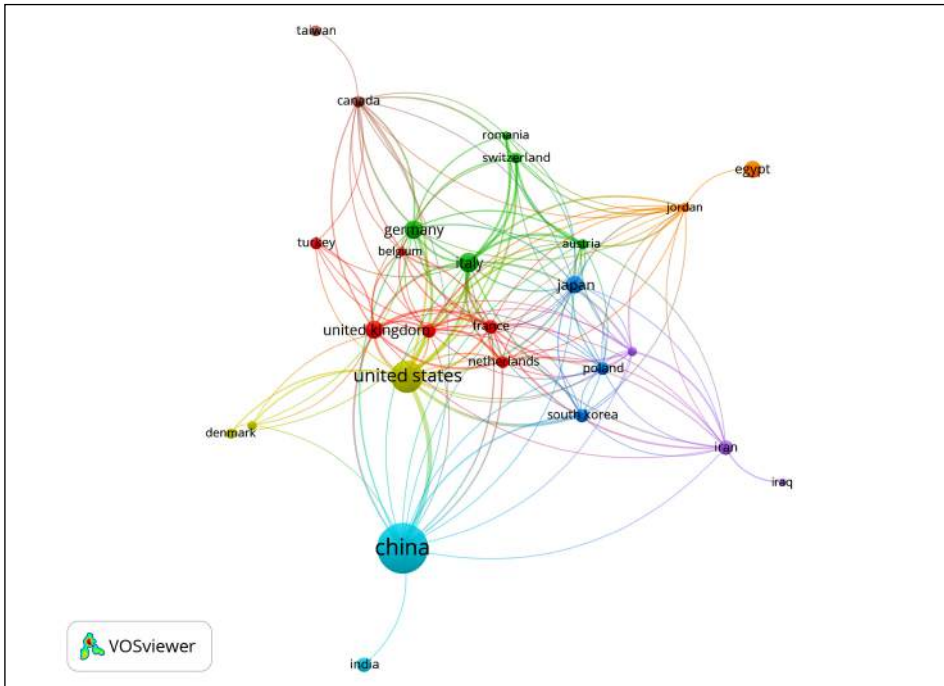 taiwan
canada
romania
switzerland
egypt
jordan
germany
turkey
belgium
austria
italy
japan
united kingdom
france
netherlands
poland
united states
south korea
denmark
iran
iraq
china
india
VOSviewer